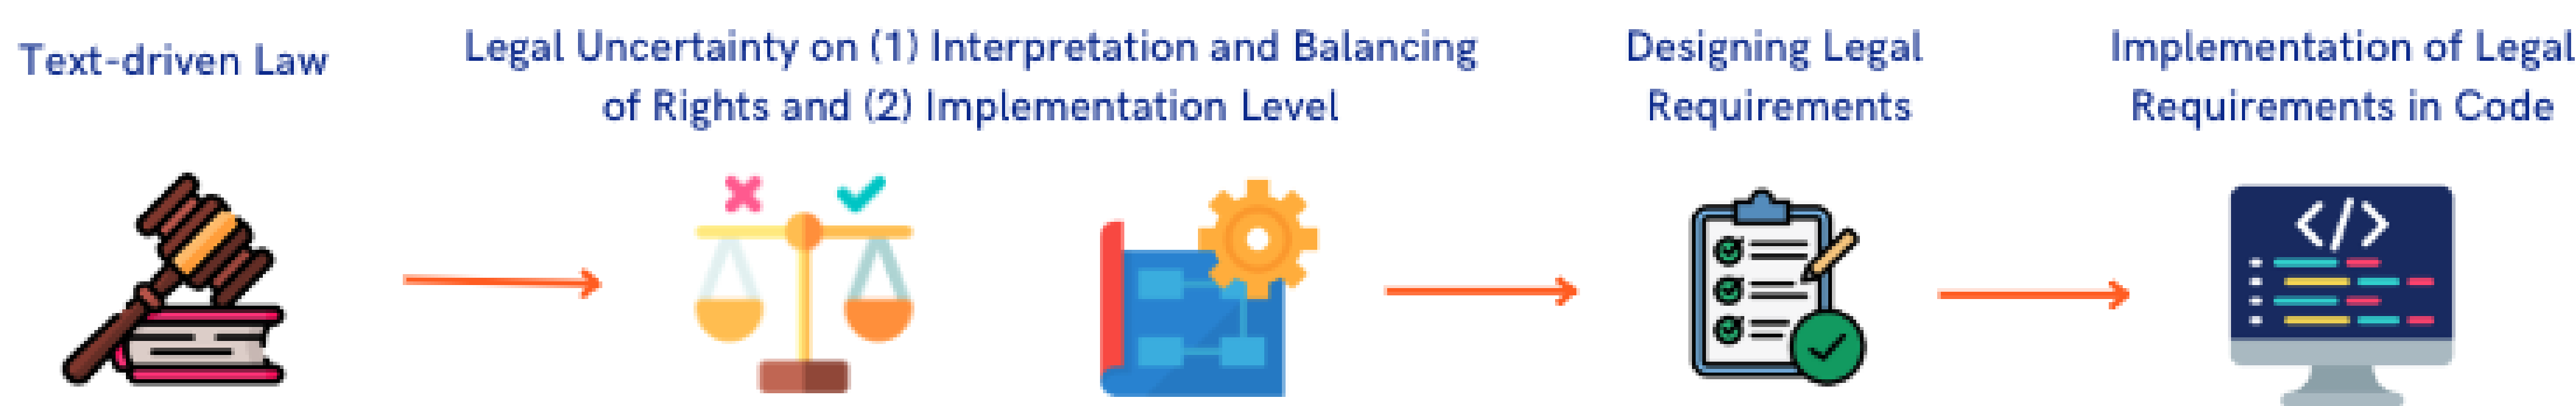 Text-driven Law
Legal Uncertainty on (1) Interpretation and Balancing
of Rights and (2) Implementation Level
Designing Legal
Requirements
Implementation of Legal
Requirements in Code
</>